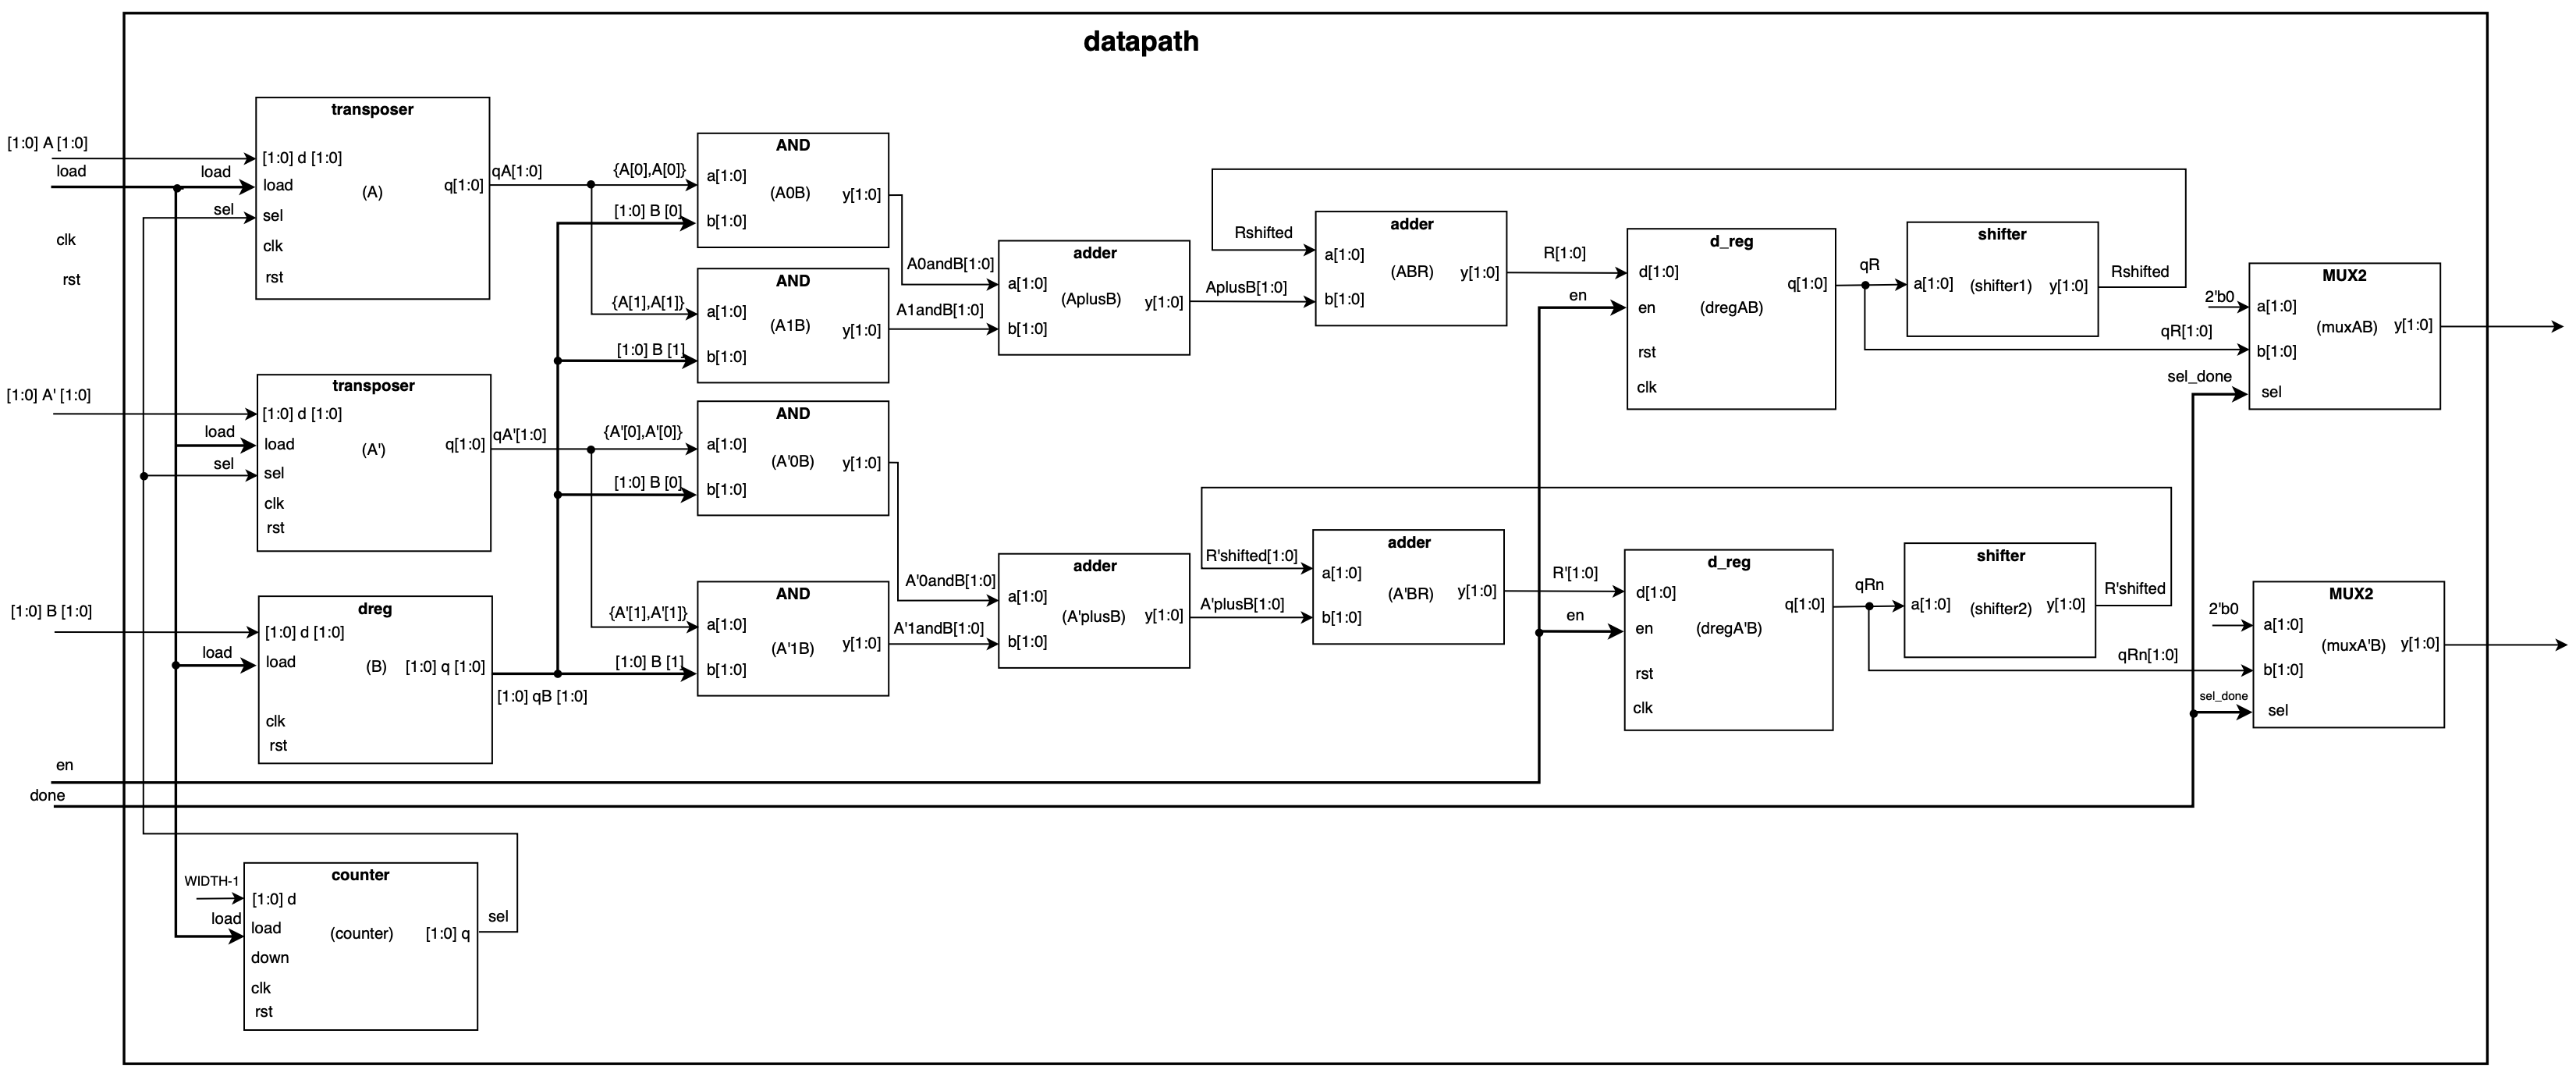 datapath
[1:0] A [1:0]
load
clk
rst
[1:0] A' [1:0]
[1:0] B [1:0]
en
done
transposer
[1:0] d [1:0]
load
load
(A)
q[1:0]
sel
sel
clk
rst
qA[1:0]
transposer
[1:0] d [1:0]
load
load
(A')
q[1:0]
sel
sel
clk
rst
qA'[1:0]
dreg
[1:0] d [1:0]
load
load
(B)
[1:0] q [1:0]
clk
rst
[1:0] qB [1:0]
counter
WIDTH-1
[1:0] d
load
load
(counter)
[1:0] q
sel
down
clk
rst
AND
{A[0],A[0]}
a[1:0]
(A0B)
y[1:0]
[1:0] B [0]
b[1:0]
AND
{A[1],A[1]}
a[1:0]
(A1B)
y[1:0]
[1:0] B [1]
b[1:0]
AND
{A'[0],A'[0]}
a[1:0]
(A'0B)
y[1:0]
[1:0] B [0]
b[1:0]
AND
{A'[1],A'[1]}
a[1:0]
(A'1B)
y[1:0]
[1:0] B [1]
b[1:0]
adder
A0andB[1:0]
a[1:0]
(AplusB)
y[1:0]
A1andB[1:0]
b[1:0]
AplusB[1:0]
adder
A'0andB[1:0]
a[1:0]
(A'plusB)
y[1:0]
A'1andB[1:0]
b[1:0]
A'plusB[1:0]
adder
Rshifted
a[1:0]
(ABR)
y[1:0]
b[1:0]
R[1:0]
adder
R'shifted[1:0]
a[1:0]
(A'BR)
y[1:0]
b[1:0]
R'[1:0]
d_reg
d[1:0]
q[1:0]
en
en
(dregAB)
rst
clk
qR
d_reg
d[1:0]
q[1:0]
en
en
(dregA'B)
rst
clk
qRn
shifter
a[1:0]
(shifter1)
y[1:0]
Rshifted
shifter
a[1:0]
(shifter2)
y[1:0]
R'shifted
MUX2
2'b0
a[1:0]
(muxAB)
y[1:0]
qR[1:0]
b[1:0]
sel_done
sel
MUX2
2'b0
a[1:0]
(muxA'B)
y[1:0]
qRn[1:0]
b[1:0]
sel_done
sel